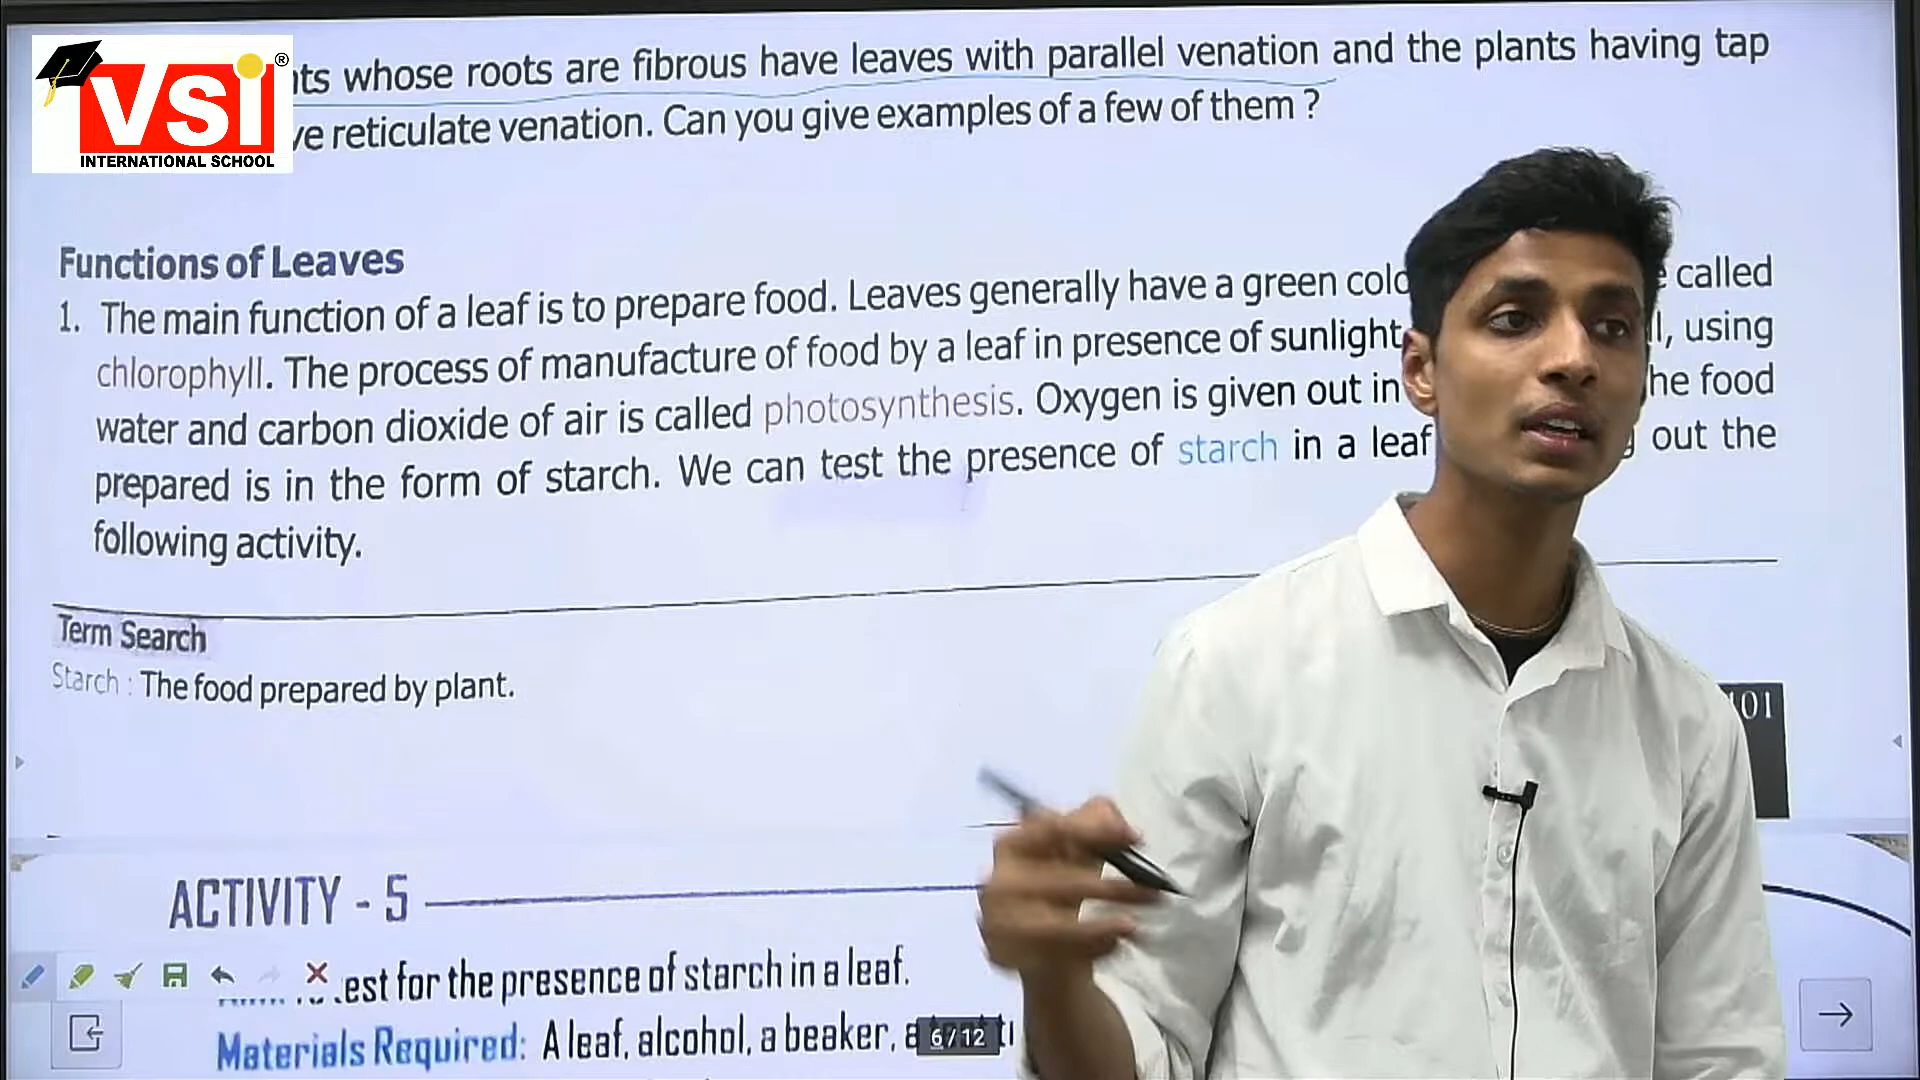 VSI ®
INTERNATIONAL SCHOOL
whose roots are fibrous have leaves with parallel venation and the plants having tap
reticulate venation. Can you give examples of a few of them ?
Functions of Leaves
1. The main function of a leaf is to prepare food. Leaves generally have a green called
chlorophyll. The process of manufacture of food by a leaf in presence of sunlight using
water and carbon dioxide of air is called photosynthesis. Oxygen is given out in food
prepared is in the form of starch. We can test the presence of starch in a leaf out the
following activity.
Term Search
Starch : The food prepared by plant.
101
ACTIVITY - 5
est for the presence of starch in a leaf.
Materials Required: A leaf, alcohol, a beaker, a
6/12